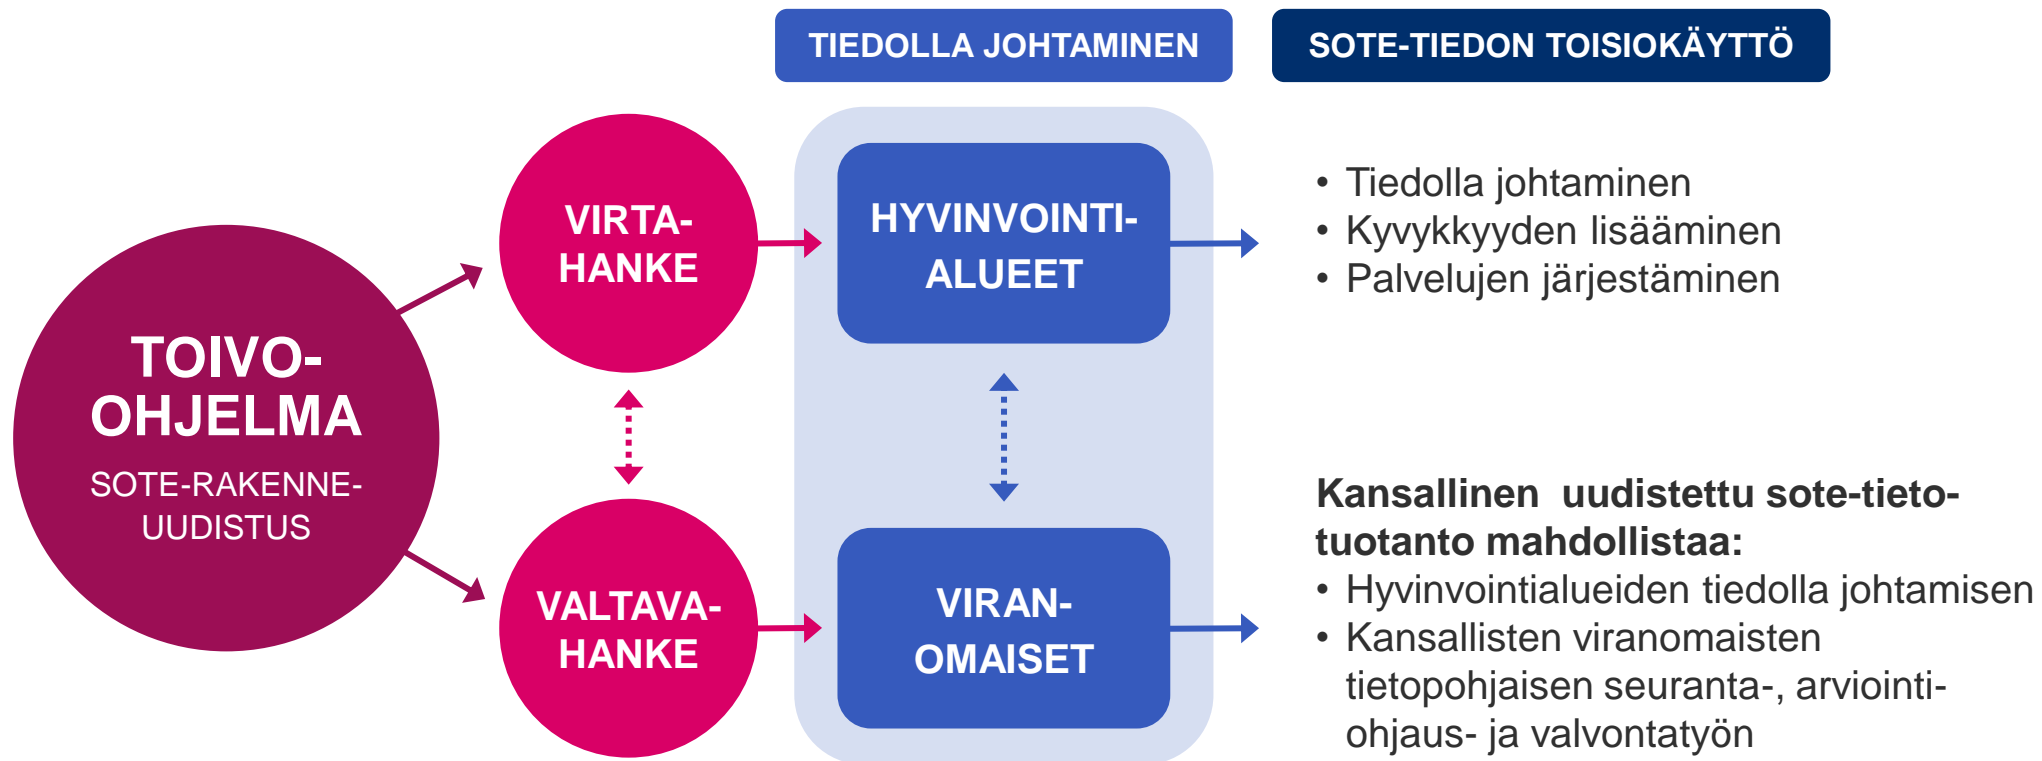 TIEDOLLA JOHTAMINEN
SOTE-TIEDON TOISIOKÄYTTÖ
TOIVO-
OHJELMA
SOTE-RAKENNE-
UUDISTUS
VIRTA-
HANKE
HYVINVOINTI-
ALUEET
• Tiedolla johtaminen
• Kyvykkyyden lisääminen
• Palvelujen järjestäminen
VALTAVA-
HANKE
VIRAN-
OMAISET
Kansallinen  uudistettu sote-tieto-
tuotanto mahdollistaa:
• Hyvinvointialueiden tiedolla johtamisen
• Kansallisten viranomaisten
tietopohjaisen seuranta-, arviointi-
ohjaus- ja valvontatyön